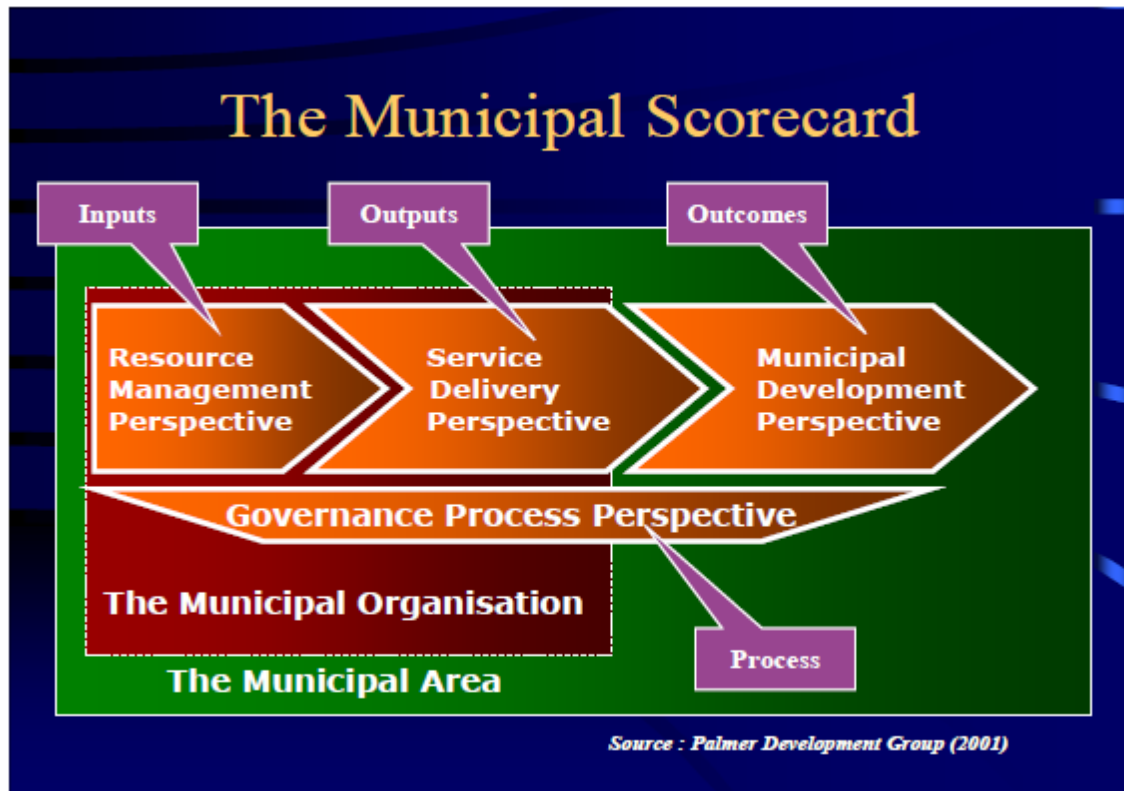 The Municipal Scorecard
Inputs
Outputs
Outcomes
Resource
Management
Perspective
Service
Delivery
Perspective
Municipal
Development
Perspective
Governance Process Perspective
The Municipal Organisation
Process
The Municipal Area
Source : Palmer Development Group (2001)